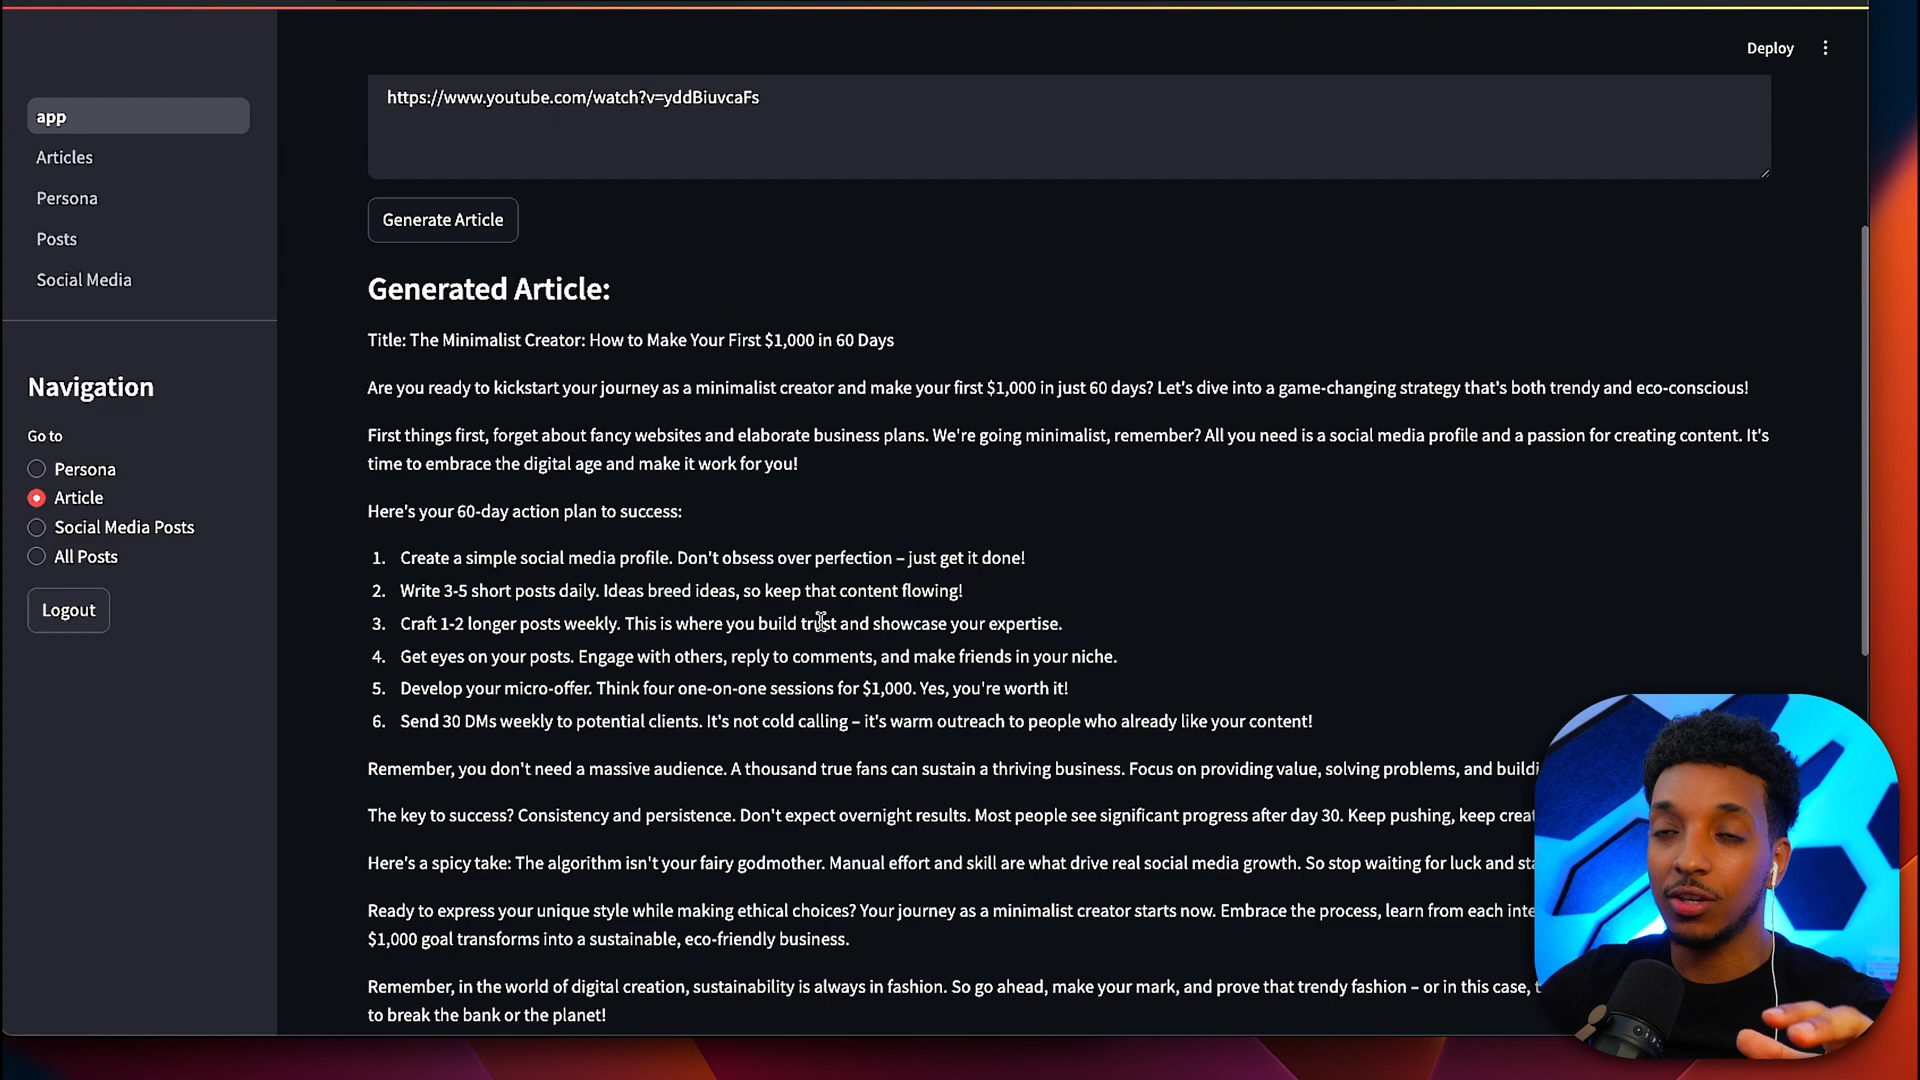 Deploy
app
Articles
Persona
Posts
Social Media
Navigation
Go to
Persona
Article
Social Media Posts
All Posts
Logout
https://www.youtube.com/watch?v=yddBiuvcaFs
Generate Article
Generated Article:
Title: The Minimalist Creator: How to Make Your First $1,000 in 60 Days
Are you ready to kickstart your journey as a minimalist creator and make your first $1,000 in just 60 days? Let's dive into a game-changing strategy that's both trendy and eco-conscious!
First things first, forget about fancy websites and elaborate business plans. We're going minimalist, remember? All you need is a social media profile and a passion for creating content. It's
time to embrace the digital age and make it work for you!
Here's your 60-day action plan to success:
1. Create a simple social media profile. Don't obsess over perfection – just get it done!
2. Write 3-5 short posts daily. Ideas breed ideas, so keep that content flowing!
3. Craft 1-2 longer posts weekly. This is where you build trust and showcase your expertise.
4. Get eyes on your posts. Engage with others, reply to comments, and make friends in your niche.
5. Develop your micro-offer. Think four one-on-one sessions for $1,000. Yes, you're worth it!
6. Send 30 DMs weekly to potential clients. It's not cold calling – it's warm outreach to people who already like your content!
Remember, you don't need a massive audience. A thousand true fans can sustain a thriving business. Focus on providing value, solving problems, and
The key to success? Consistency and persistence. Don't expect overnight results. Most people see significant progress after day 30. Keep pushing, keep
Here's a spicy take: The algorithm isn't your fairy godmother. Manual effort and skill are what drive real social media growth. So stop waiting for luck and
Ready to express your unique style while making ethical choices? Your journey as a minimalist creator starts now. Embrace the process, learn from each
$1,000 goal transforms into a sustainable, eco-friendly business.
Remember, in the world of digital creation, sustainability is always in fashion. So go ahead, make your mark, and prove that trendy fashion – or in this case,
to break the bank or the planet!